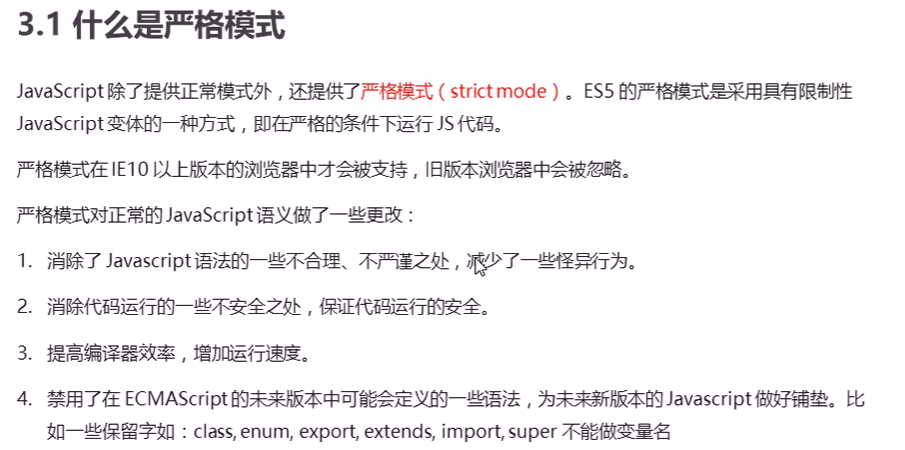 3.1 什么是严格模式
JavaScript 除了提供正常模式外，还提供了严格模式（strict mode）。ES5 的严格模式是采用具有限制性
JavaScript 变体的一种方式，即在严格的条件下运行 JS 代码。
严格模式在 IE10 以上版本的浏览器中才会被支持，旧版本浏览器中会被忽略。
严格模式对正常的 JavaScript 语义做了一些更改：
1. 消除了 Javascript 语法的一些不合理、不严谨之处，减少了一些怪异行为。
2. 消除代码运行的一些不安全之处，保证代码运行的安全。
3. 提高编译器效率，增加运行速度。
4. 禁用了在 ECMAScript 的未来版本中可能会定义的一些语法，为未来新版本的 Javascript 做好铺垫。比
如一些保留字如：class, enum, export, extends, import, super 不能做变量名